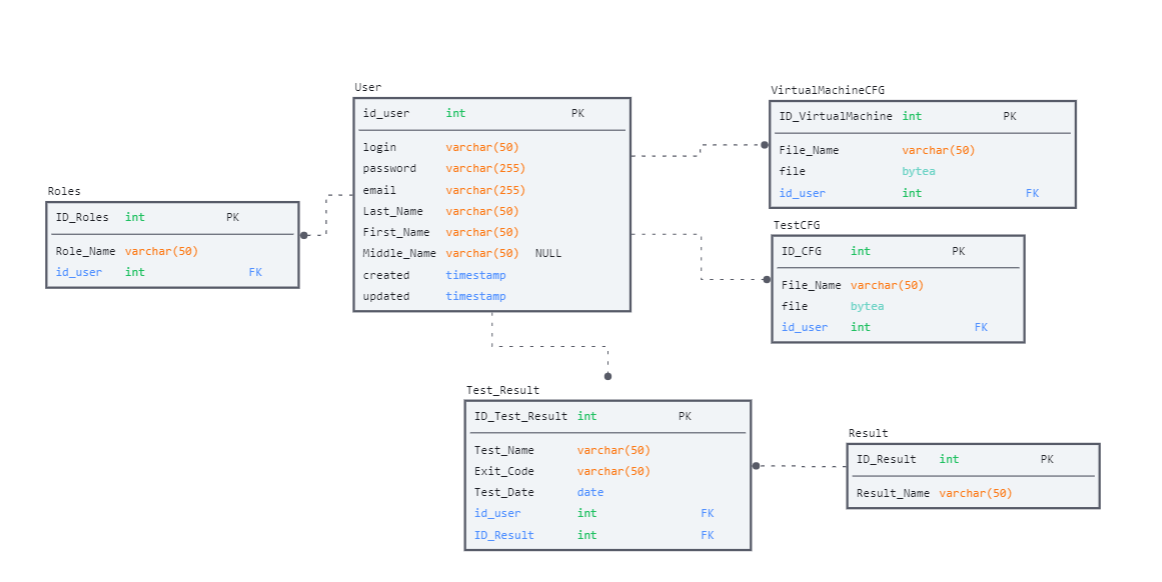 User
id_user int PK
login varchar(50)
password varchar(255)
email varchar(255)
Last_Name varchar(50)
First_Name varchar(50)
Middle_Name varchar(50) NULL
created timestamp
updated timestamp
VirtualMachineCFG
ID_VirtualMachine int PK
File_Name varchar(50)
file bytea
id_user int FK
Roles
ID_Roles int PK
Role_Name varchar(50)
id_user int FK
TestCFG
ID_CFG int PK
File_Name varchar(50)
file bytea
id_user int FK
Test_Result
ID_Test_Result int PK
Test_Name varchar(50)
Exit_Code varchar(50)
Test_Date date
id_user int FK
ID_Result int FK
Result
ID_Result int PK
Result_Name varchar(50)